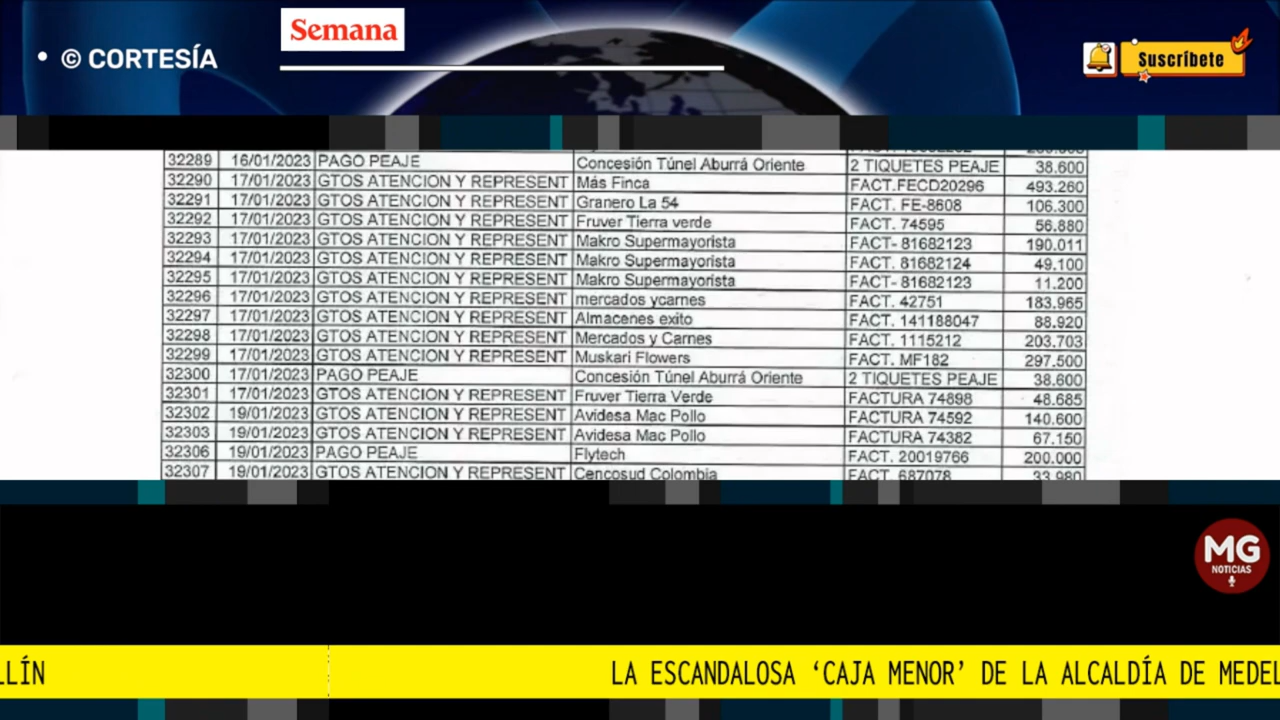 Semana
• © CORTESÍA
Suscríbete
32289 16/01/2023 PAGO PEAJE Concesión Túnel Aburrá Oriente 2 TIQUETES PEAJE 38.600
32290 17/01/2023 GTOS ATENCION Y REPRESENT Más Finca FACT.FECD20296 493.260
32291 17/01/2023 GTOS ATENCION Y REPRESENT Granero La 54 FACT. FE-8608 106.300
32292 17/01/2023 GTOS ATENCION Y REPRESENT Fruver Tierra verde FACT. 74595 56.880
32293 17/01/2023 GTOS ATENCION Y REPRESENT Makro Supermayorista FACT- 81682123 190.011
32294 17/01/2023 GTOS ATENCION Y REPRESENT Makro Supermayorista FACT. 81682124 49.100
32295 17/01/2023 GTOS ATENCION Y REPRESENT Makro Supermayorista FACT- 81682123 11.200
32296 17/01/2023 GTOS ATENCION Y REPRESENT mercados ycarnes FACT. 42751 183.965
32297 17/01/2023 GTOS ATENCION Y REPRESENT Almacenes exito FACT. 141188047 88.920
32298 17/01/2023 GTOS ATENCION Y REPRESENT Mercados y Carnes FACT. 1115212 203.703
32299 17/01/2023 GTOS ATENCION Y REPRESENT Muskari Flowers FACT. MF182 297.500
32300 17/01/2023 PAGO PEAJE Concesión Túnel Aburrá Oriente 2 TIQUETES PEAJE 38.600
32301 17/01/2023 GTOS ATENCION Y REPRESENT Fruver Tierra Verde FACTURA 74898 48.685
32302 19/01/2023 GTOS ATENCION Y REPRESENT Avidesa Mac Pollo FACTURA 74592 140.600
32303 19/01/2023 GTOS ATENCION Y REPRESENT Avidesa Mac Pollo FACTURA 74382 67.150
32306 19/01/2023 PAGO PEAJE Flytech FACT. 20019766 200.000
32307 19/01/2023 GTOS ATENCION Y REPRESENT Cencosud Colombia FACT. 687078 33.980
MG
NOTICIAS
LLÍN LA ESCANDALOSA ‘CAJA MENOR’ DE LA ALCALDÍA DE MEDEL